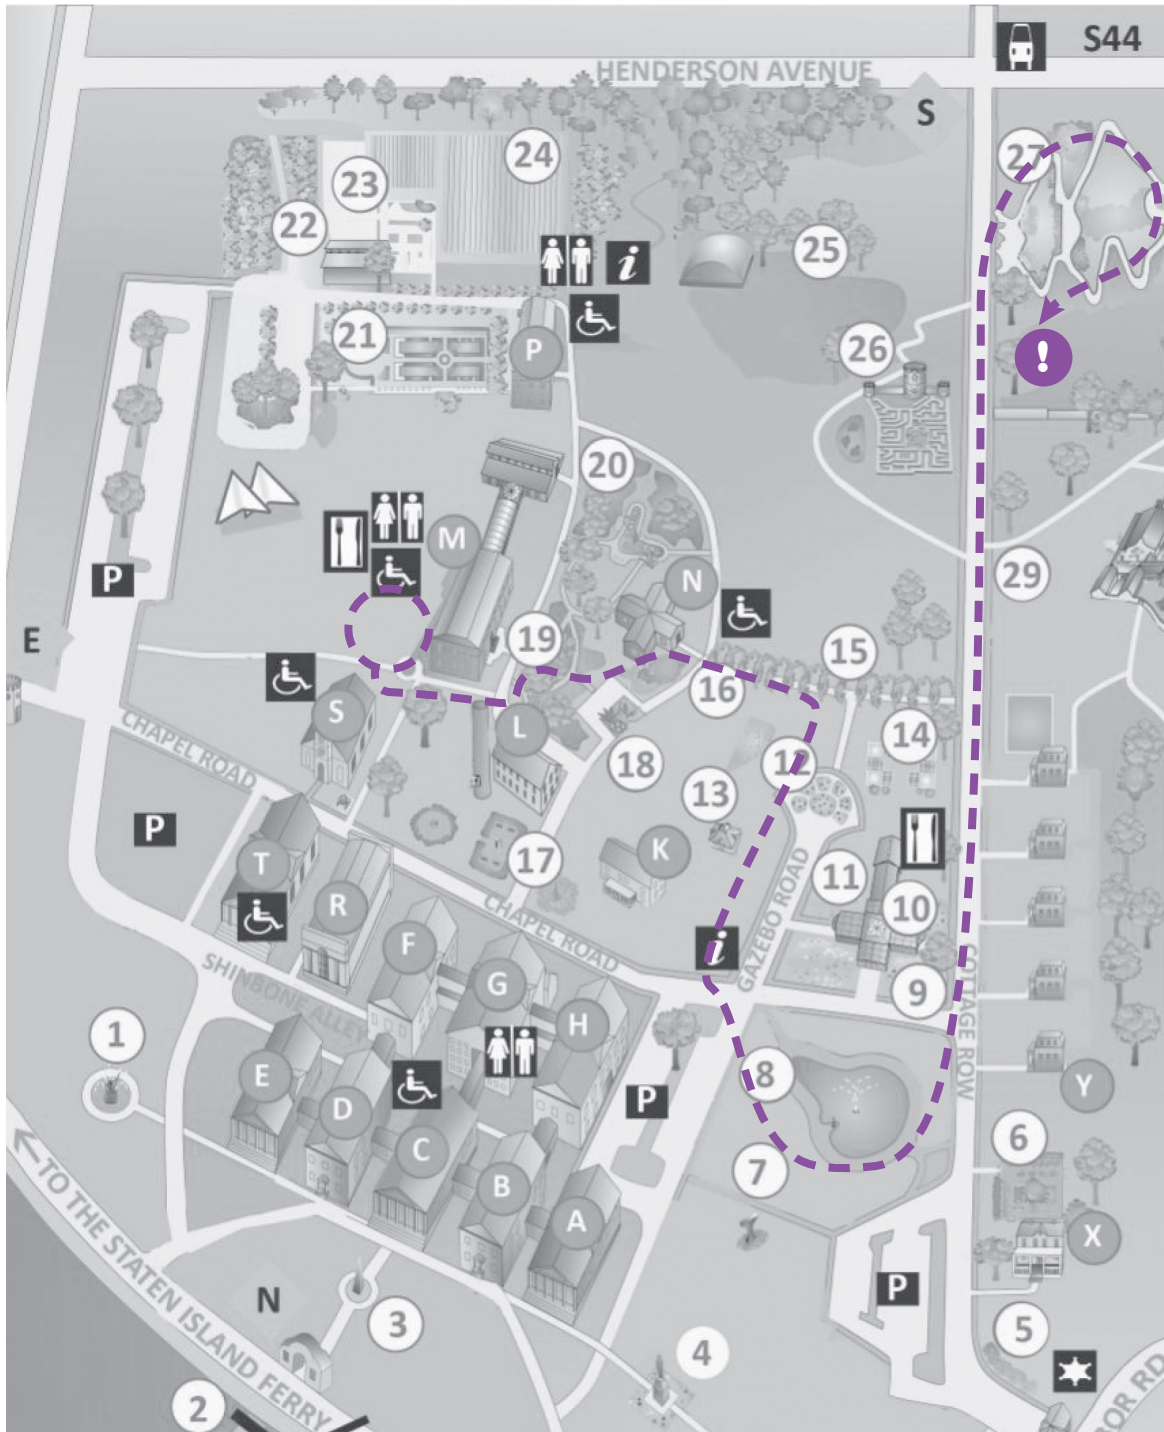 S44
HENDERSON AVENUE
S
27
24
23
22
25
i
21
P
26
20
M
N
P
29
E
19
15
16
S
L
14
CHAPEL ROAD
18
12
13
P
T
17
K
11
R
10
CHAPEL ROAD
F
i
GAZEBO ROAD
COTTAGE ROW
SHINBONE ALLEY
G
9
H
1
E
8
Y
D
P
6
C
7
B
A
X
TO THE STATEN ISLAND FERRY
N
P
3
5
4
2
OR RD
!